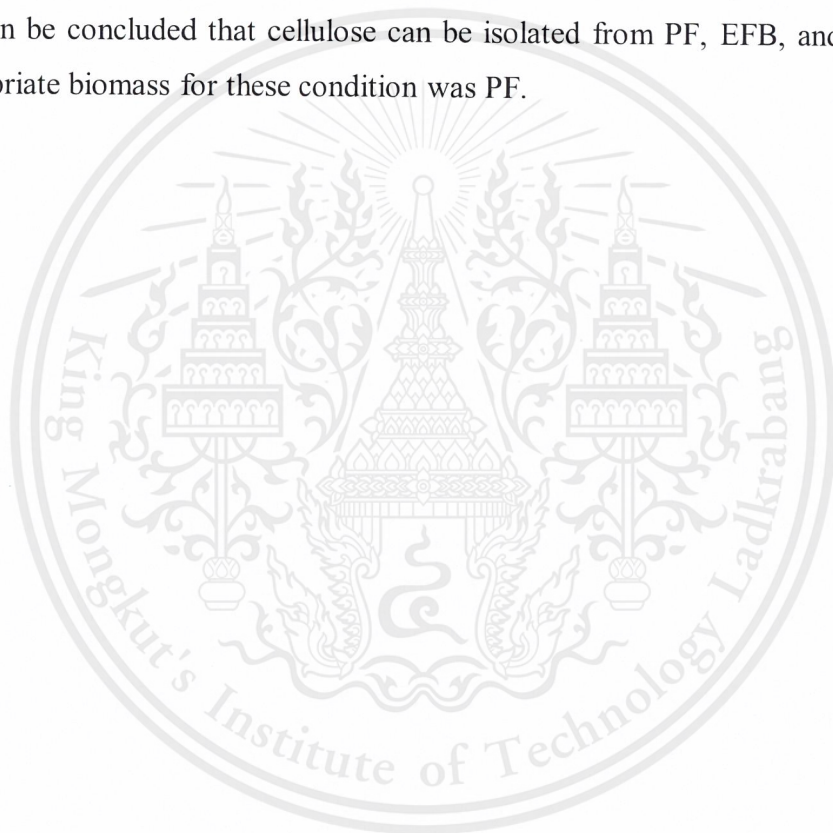 n be concluded that cellulose can be isolated from PF, EFB, and
priate biomass for these condition was PF.
King Mongkut's Institute of Technology Ladkrabang